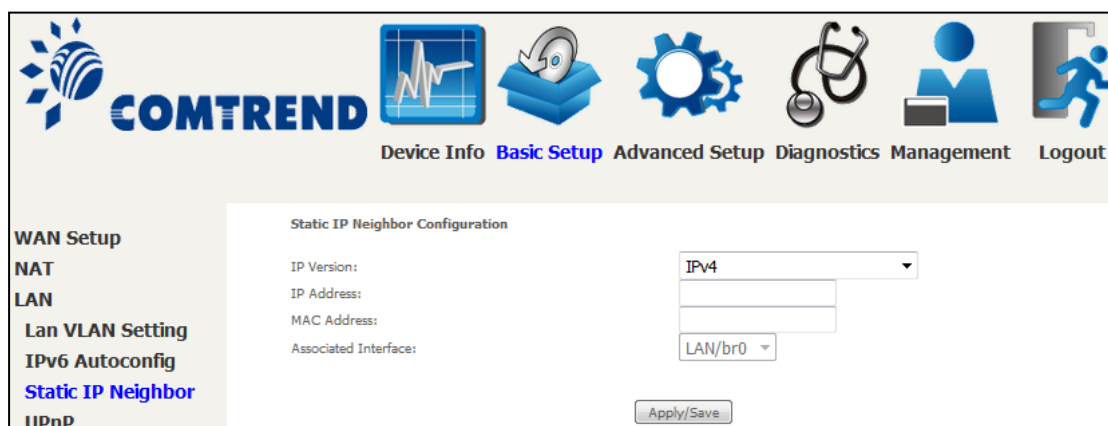 COMTREND
Device Info Basic Setup Advanced Setup Diagnostics Management Logout
WAN Setup
NAT
LAN
Lan VLAN Setting
IPv6 Autoconfig
Static IP Neighbor
UPnP
Static IP Neighbor Configuration
IP Version: IPv4
IP Address:
MAC Address:
Associated Interface: LAN/br0
Apply/Save